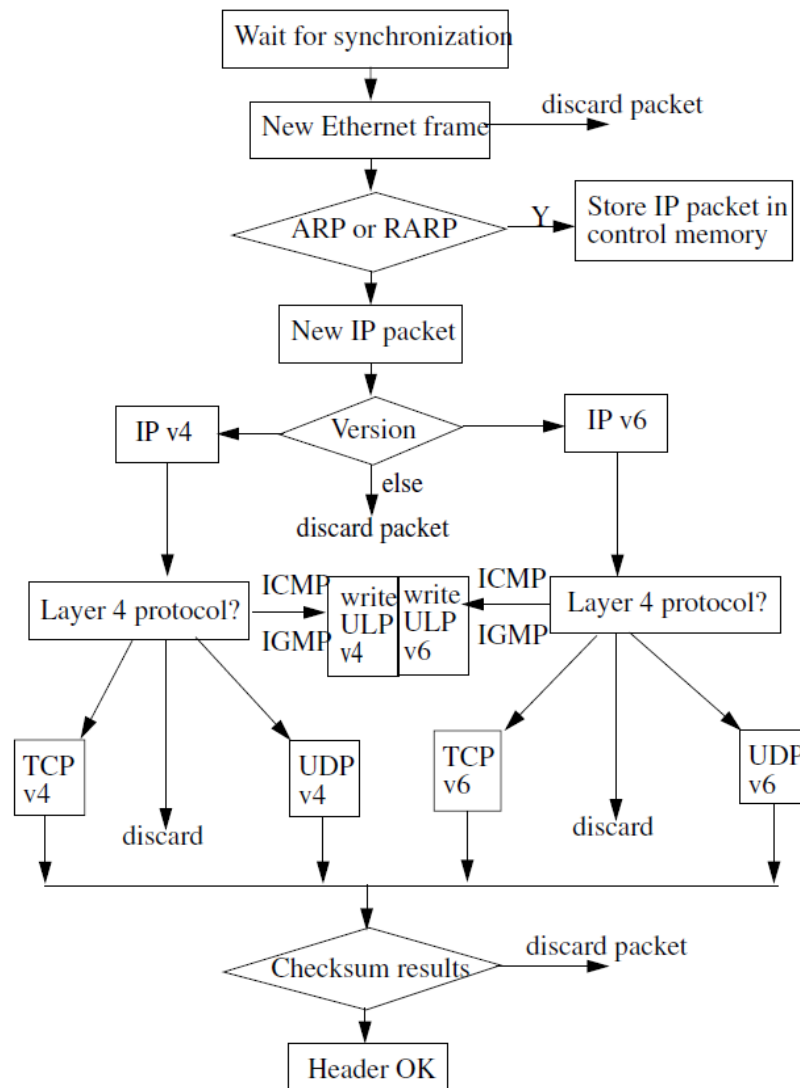 Wait for synchronization
discard packet
New Ethernet frame
ARP or RARP
Y
Store IP packet in
control memory
New IP packet
IP v4
Version
IP v6
else
discard packet
Layer 4 protocol?
ICMP
IGMP
write
ULP
v4
write
ULP
v6
ICMP
IGMP
Layer 4 protocol?
TCP
v4
discard
UDP
v4
TCP
v6
discard
UDP
v6
Checksum results
discard packet
Header OK